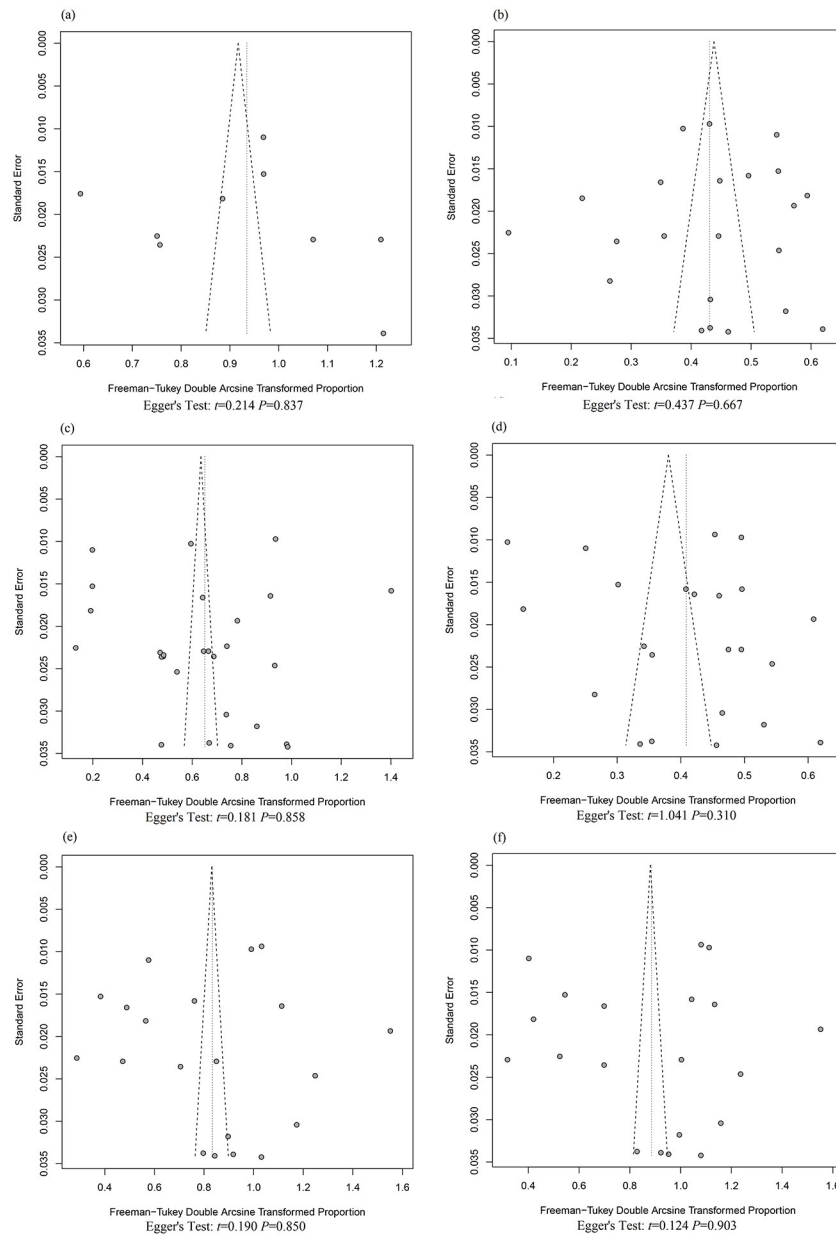 (a)
0.000
0.005
0.010
0.015
0.020
0.025
0.030
0.035
Standard Error
0.6 0.7 0.8 0.9 1.0 1.1 1.2
Freeman-Tukey Double Arcsine Transformed Proportion
Egger's Test: t=0.214 P=0.837
(b)
0.000
0.005
0.010
0.015
0.020
0.025
0.030
0.035
Standard Error
0.1 0.2 0.3 0.4 0.5 0.6
Freeman-Tukey Double Arcsine Transformed Proportion
Egger's Test: t=0.437 P=0.667
(c)
0.000
0.005
0.010
0.015
0.020
0.025
0.030
0.035
Standard Error
0.2 0.4 0.6 0.8 1.0 1.2 1.4
Freeman-Tukey Double Arcsine Transformed Proportion
Egger's Test: t=0.181 P=0.858
(d)
0.000
0.005
0.010
0.015
0.020
0.025
0.030
0.035
Standard Error
0.2 0.3 0.4 0.5 0.6
Freeman-Tukey Double Arcsine Transformed Proportion
Egger's Test: t=1.041 P=0.310
(e)
0.000
0.005
0.010
0.015
0.020
0.025
0.030
0.035
Standard Error
0.4 0.6 0.8 1.0 1.2 1.4 1.6
Freeman-Tukey Double Arcsine Transformed Proportion
Egger's Test: t=0.190 P=0.850
(f)
0.000
0.005
0.010
0.015
0.020
0.025
0.030
0.035
Standard Error
0.4 0.6 0.8 1.0 1.2 1.4 1.6
Freeman-Tukey Double Arcsine Transformed Proportion
Egger's Test: t=0.124 P=0.903